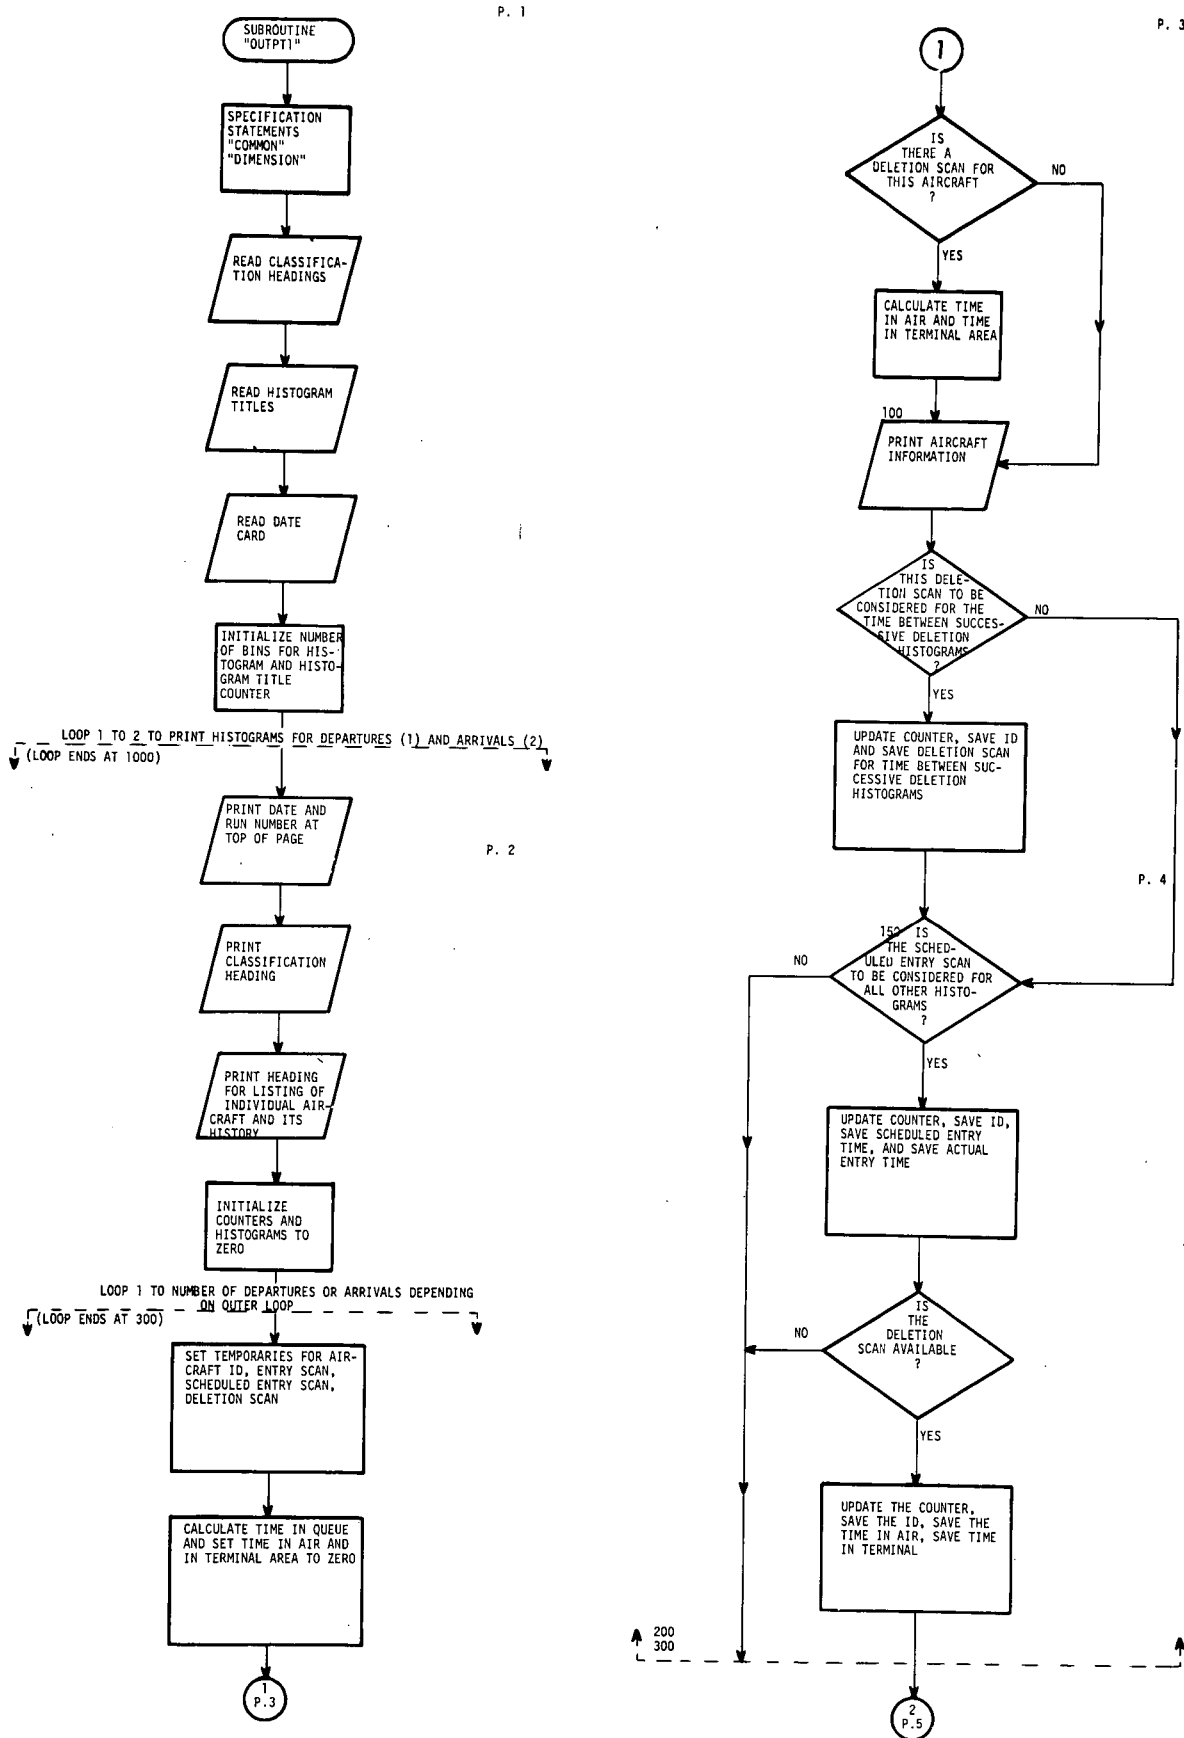 P. 1
SUBROUTINE
"OUTPT1"
SPECIFICATION
STATEMENTS
"COMMON"
"DIMENSION"
READ CLASSIFICA-
TION HEADINGS
READ HISTOGRAM
TITLES
READ DATE
CARD
INITIALIZE NUMBER
OF BINS FOR HIS-
TOGRAM AND HISTO-
GRAM TITLE
COUNTER
LOOP 1 TO 2 TO PRINT HISTOGRAMS FOR DEPARTURES (1) AND ARRIVALS (2)
(LOOP ENDS AT 1000)
PRINT DATE AND
RUN NUMBER AT
TOP OF PAGE
P. 2
PRINT
CLASSIFICATION
HEADING
PRINT HEADING
FOR LISTING OF
INDIVIDUAL AIR-
CRAFT AND ITS
HISTORY
INITIALIZE
COUNTERS AND
HISTOGRAMS TO
ZERO
LOOP 1 TO NUMBER OF DEPARTURES OR ARRIVALS DEPENDING
ON OUTER LOOP
(LOOP ENDS AT 300)
SET TEMPORARIES FOR AIR-
CRAFT ID, ENTRY SCAN,
SCHEDULED ENTRY SCAN,
DELETION SCAN
CALCULATE TIME IN QUEUE
AND SET TIME IN AIR AND
IN TERMINAL AREA TO ZERO
1
P.3
P. 3
1
IS
THERE A
DELETION SCAN FOR
THIS AIRCRAFT
?
NO
YES
CALCULATE TIME
IN AIR AND TIME
IN TERMINAL AREA
100
PRINT AIRCRAFT
INFORMATION
IS
THIS DELE-
TION SCAN TO BE
CONSIDERED FOR THE
TIME BETWEEN SUCCES-
SIVE DELETION
HISTOGRAMS
?
NO
YES
UPDATE COUNTER, SAVE ID
AND SAVE DELETION SCAN
FOR TIME BETWEEN SUC-
CESSIVE DELETION
HISTOGRAMS
P. 4
IS
THE SCHED-
ULED ENTRY SCAN
TO BE CONSIDERED FOR
ALL OTHER HISTO-
GRAMS
?
NO
YES
UPDATE COUNTER, SAVE ID,
SAVE SCHEDULED ENTRY
TIME, AND SAVE ACTUAL
ENTRY TIME
IS
THE
DELETION
SCAN AVAILABLE
?
NO
YES
UPDATE THE COUNTER,
SAVE THE ID, SAVE THE
TIME IN AIR, SAVE TIME
IN TERMINAL
200
300
2
P.5